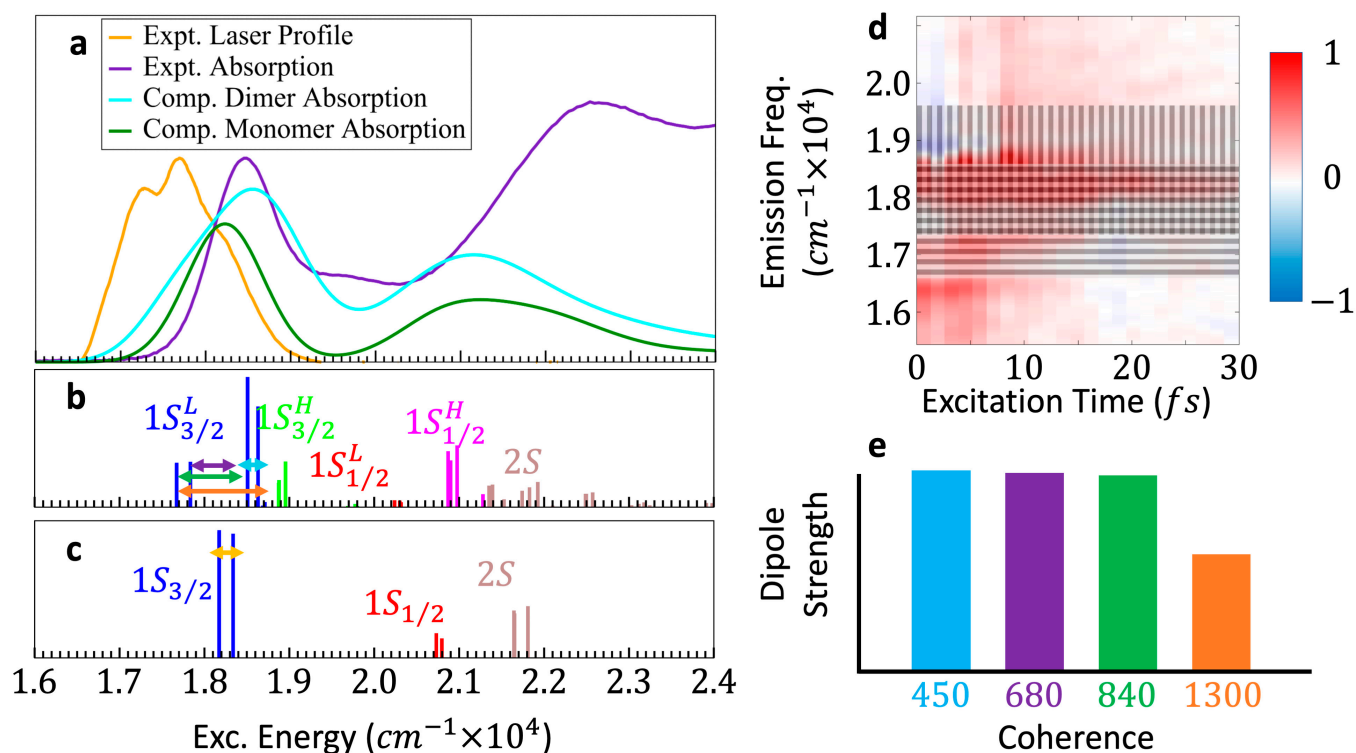 a
Expt. Laser Profile
Expt. Absorption
Comp. Dimer Absorption
Comp. Monomer Absorption
b
1S^L_{3/2}
1S^H_{3/2}
1S^L_{1/2}
1S^H_{1/2}
2S
c
1S_{3/2}
1S_{1/2}
2S
1.6 1.7 1.8 1.9 2.0 2.1 2.2 2.3 2.4
Exc. Energy (cm⁻¹×10⁴)
d
Emission Freq.
(cm⁻¹×10⁴)
2.0
1.9
1.8
1.7
1.6
0 10 20 30
Excitation Time (fs)
1
0
−1
e
Dipole
Strength
450 680 840 1300
Coherence